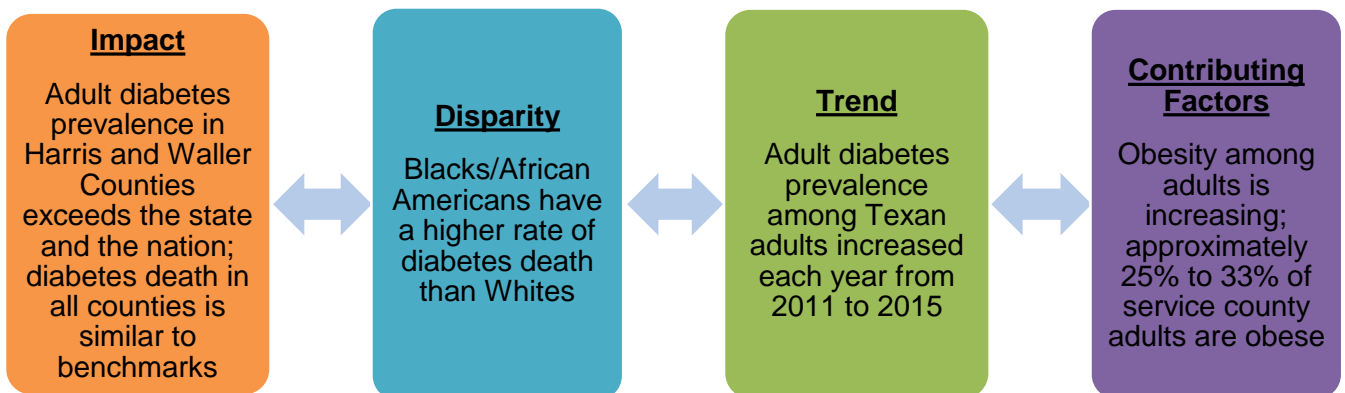 Impact
Adult diabetes
prevalence in
Harris and Waller
Counties
exceeds the state
and the nation;
diabetes death in
all counties is
similar to
benchmarks
Disparity
Blacks/African
Americans have
a higher rate of
diabetes death
than Whites
Trend
Adult diabetes
prevalence
among Texan
adults increased
each year from
2011 to 2015
Contributing
Factors
Obesity among
adults is
increasing;
approximately
25% to 33% of
service county
adults are obese